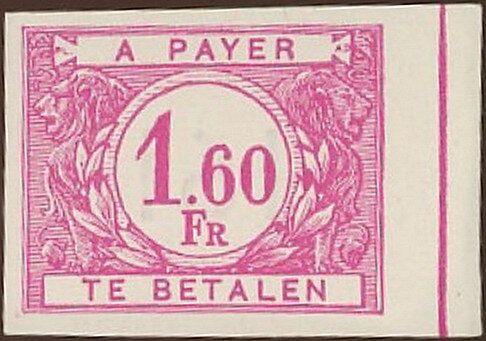 A PAYER
1.60
FR
TE BETALEN